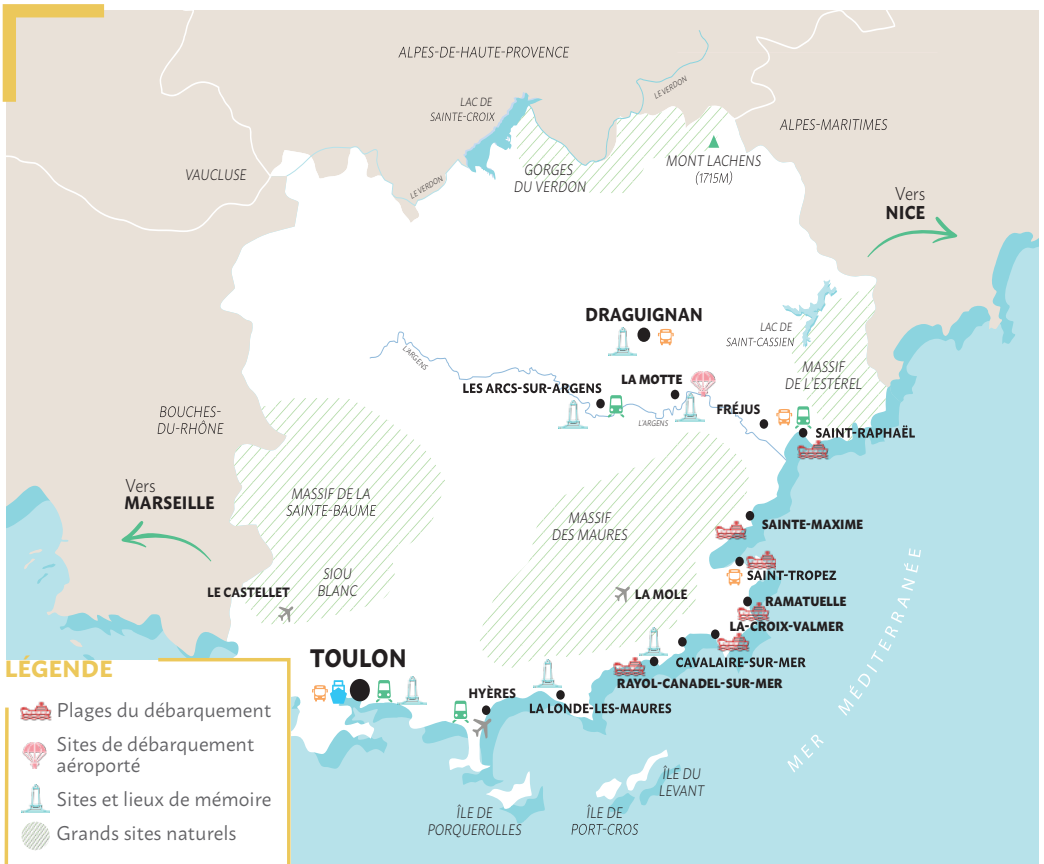 ALPES-DE-HAUTE-PROVENCE
LE VERDON
LAC DE
SAINTE-CROIX
ALPES-MARITIMES
MONT LACHENS
(1715M)
GORGES
DU VERDON
VAUCLUSE
LE VERDON
Vers
NICE
DRAGUIGNAN
LAC DE
SAINT-CASSIEN
L'ARGENS
MASSIF
DE L'ESTÉREL
LA MOTTE
LES ARCS-SUR-ARGENS
FRÉJUS
L'ARGENS
SAINT-RAPHAËL
BOUCHES-
DU-RHÔNE
Vers
MARSEILLE
MASSIF DE LA
SAINTE-BAUME
MASSIF
DES MAURES
SAINTE-MAXIME
SIOU
BLANC
SAINT-TROPEZ
LE CASTELLET
LA MOLE
RAMATUELLE
LA-CROIX-VALMER
MER MÉDITERRANÉE
TOULON
CAVALAIRE-SUR-MER
RAYOL-CANADEL-SUR-MER
HYÈRES
LA LONDE-LES-MAURES
ÎLE DU
LEVANT
ÎLE DE
PORQUEROLLES
ÎLE DE
PORT-CROS
LÉGENDE
Plages du débarquement
Sites de débarquement
aéroporté
Sites et lieux de mémoire
Grands sites naturels